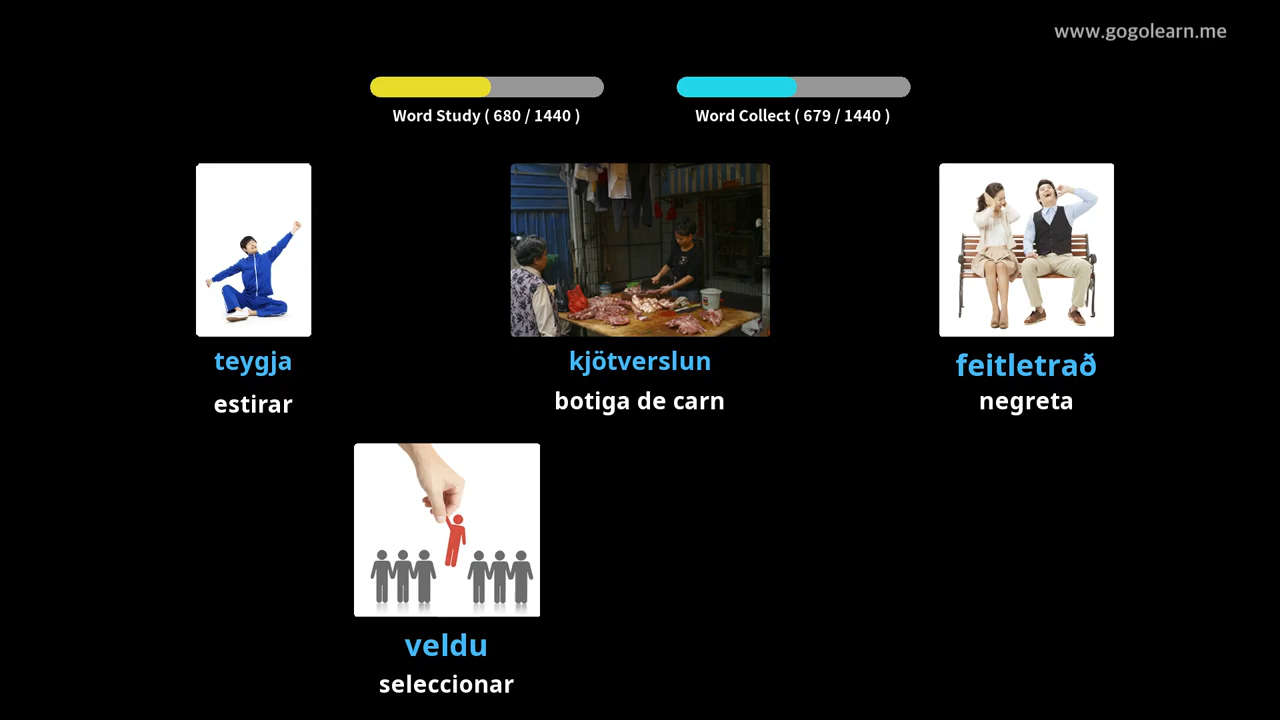 www.gogolearn.me
Word Study ( 680 / 1440 )
Word Collect ( 679 / 1440 )
teygja
estirar
kjötverslun
botiga de carn
feitletrað
negreta
veldu
seleccionar